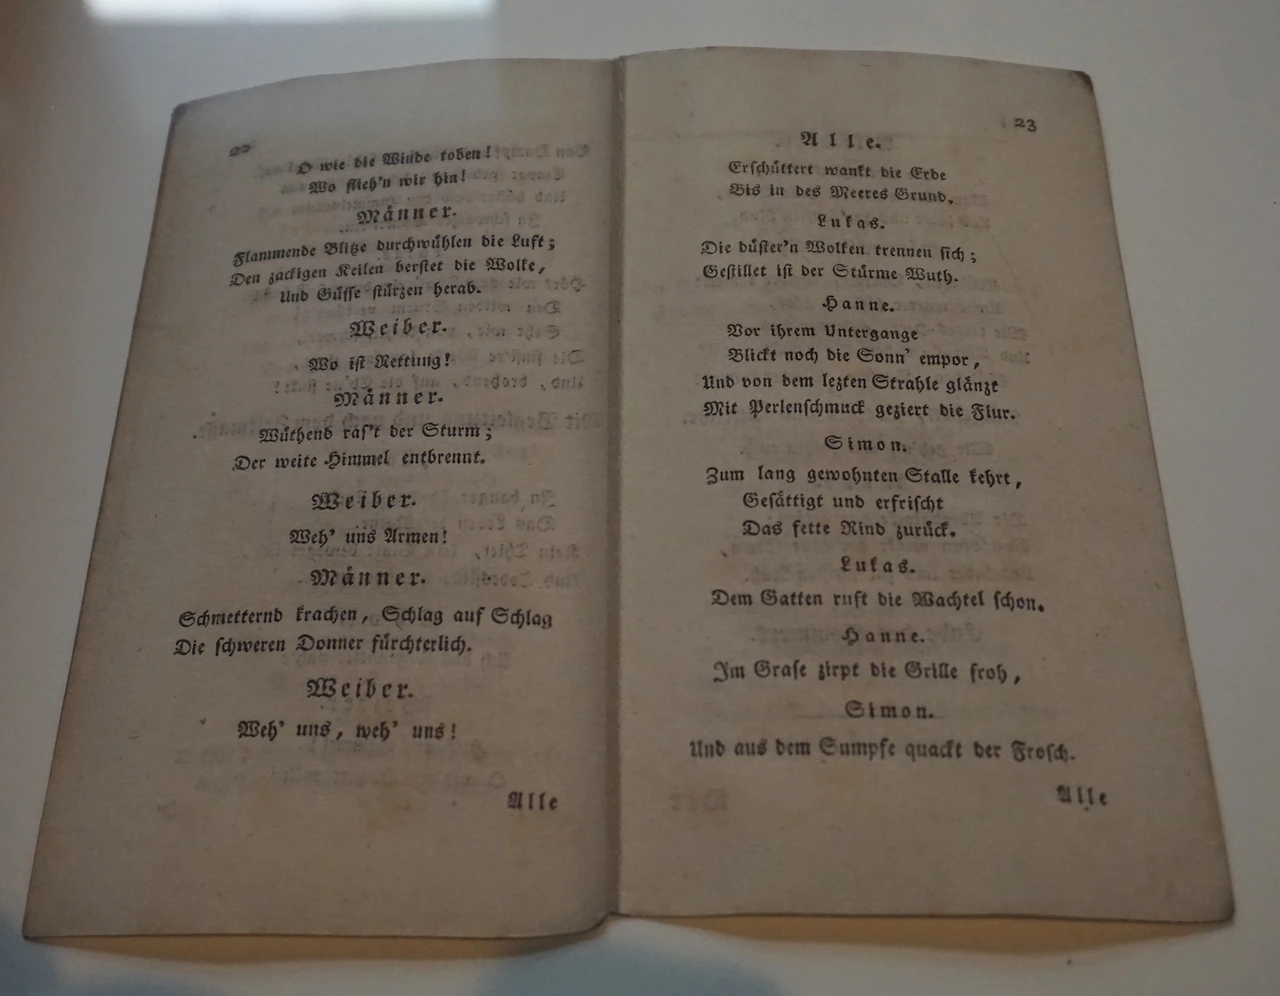 22
O wie die Winde toben!
Wo flieh'n wir hin!
Männer.
Flammende Blitze durchwühlen die Luft;
Den zackigen Keilen berstet die Wolke,
Und Güsse stürzen herab.
Weiber.
Wo ist Rettung!
Männer.
Wüthend ras't der Sturm;
Der weite Himmel entbrennt.
Weiber.
Weh' uns Armen!
Männer.
Schmetternd krachen, Schlag auf Schlag
Die schweren Donner fürchterlich.
Weiber.
Weh' uns, weh' uns!
Alle
23
Alle.
Erschüttert wankt die Erde
Bis in des Meeres Grund.
Lukas.
Die düster'n Wolken trennen sich;
Gestillet ist der Stürme Wuth.
Hanne.
Vor ihrem Untergange
Blickt noch die Sonn' empor,
Und von dem lezten Strahle glänzt
Mit Perlenschmuck geziert die Flur.
Simon.
Zum lang gewohnten Stalle kehrt,
Gesättigt und erfrischt
Das fette Rind zurück.
Lukas.
Dem Gatten ruft die Wachtel schon.
Hanne.
Im Grase zirpt die Grille froh,
Simon.
Und aus dem Sumpfe quackt der Frosch.
Alle